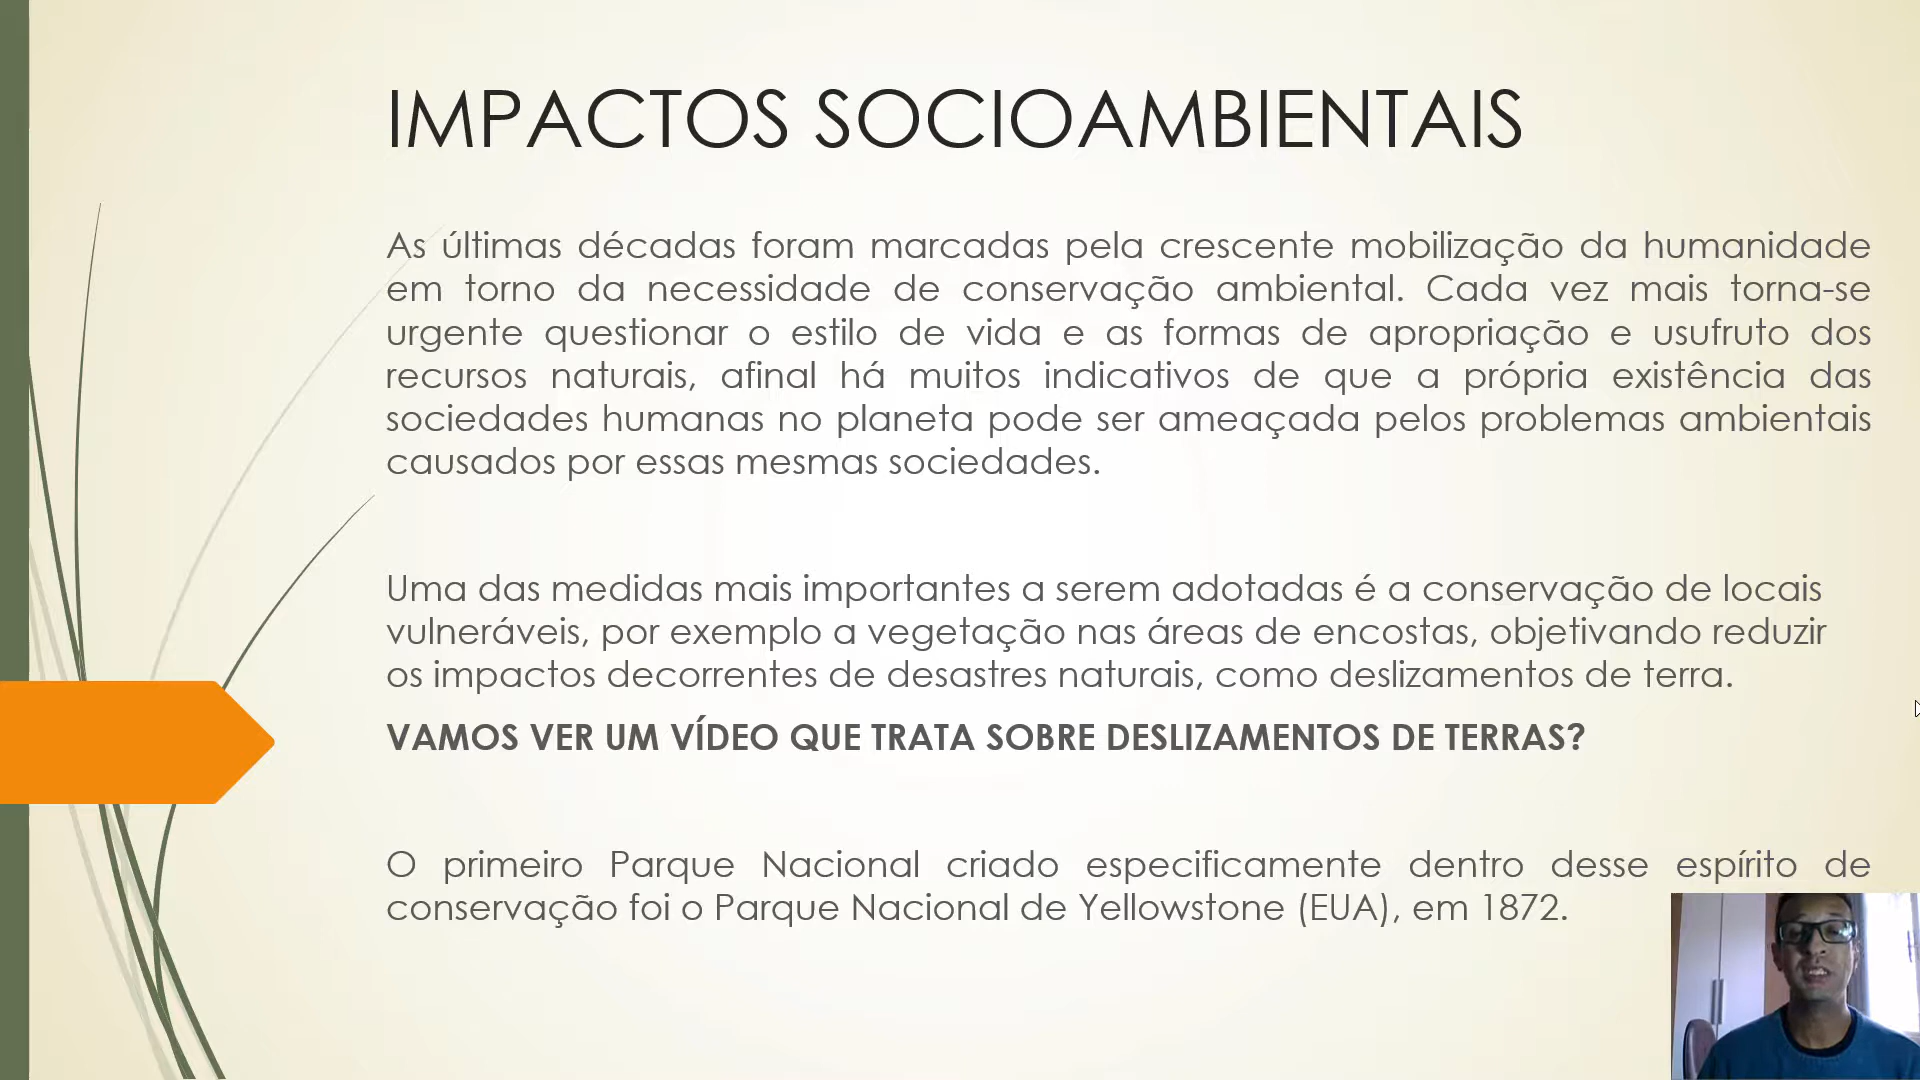 IMPACTOS SOCIOAMBIENTAIS
As últimas décadas foram marcadas pela crescente mobilização da humanidade
em torno da necessidade de conservação ambiental. Cada vez mais torna-se
urgente questionar o estilo de vida e as formas de apropriação e usufruto dos
recursos naturais, afinal há muitos indicativos de que a própria existência das
sociedades humanas no planeta pode ser ameaçada pelos problemas ambientais
causados por essas mesmas sociedades.
Uma das medidas mais importantes a serem adotadas é a conservação de locais
vulneráveis, por exemplo a vegetação nas áreas de encostas, objetivando reduzir
os impactos decorrentes de desastres naturais, como deslizamentos de terra.
VAMOS VER UM VÍDEO QUE TRATA SOBRE DESLIZAMENTOS DE TERRAS?
O primeiro Parque Nacional criado especificamente dentro desse espírito de
conservação foi o Parque Nacional de Yellowstone (EUA), em 1872.